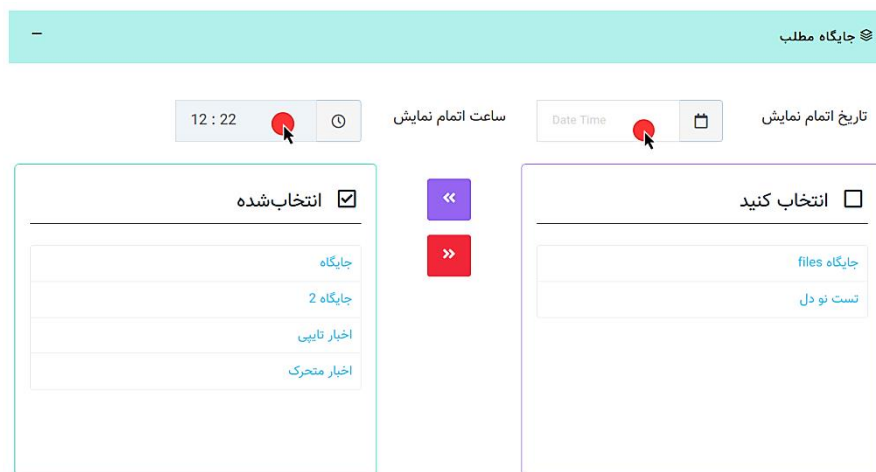 جایگاه مطلب
تاریخ اتمام نمایش
Date Time
ساعت اتمام نمایش
12 : 22
انتخاب کنید
جایگاه files
تست نو دل
انتخاب‌شده
جایگاه
جایگاه 2
اخبار تایپی
اخبار متحرک